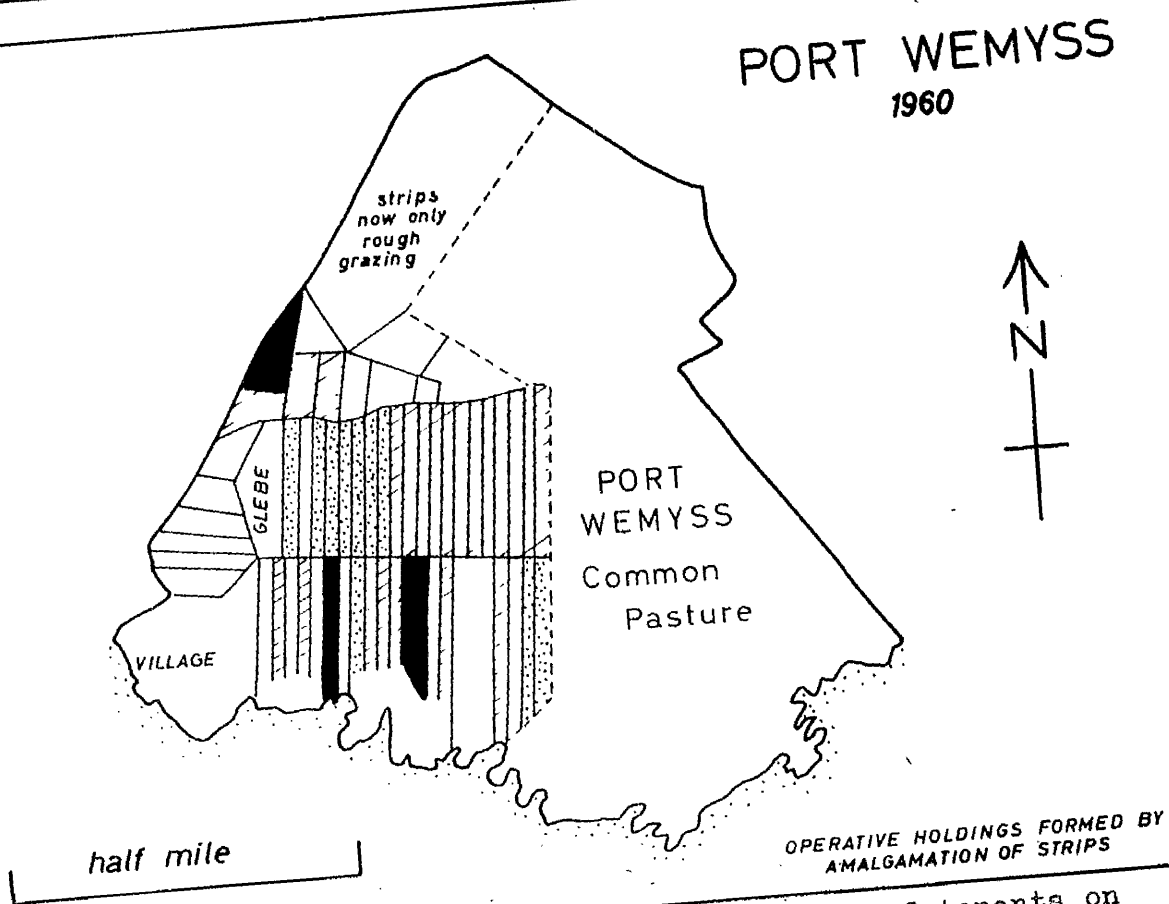 PORT WEMYSS
1960
strips
now only
rough
grazing
N
GLEBE
PORT
WEMYSS
Common
Pasture
VILLAGE
half mile
OPERATIVE HOLDINGS FORMED BY
AMALGAMATION OF STRIPS
on